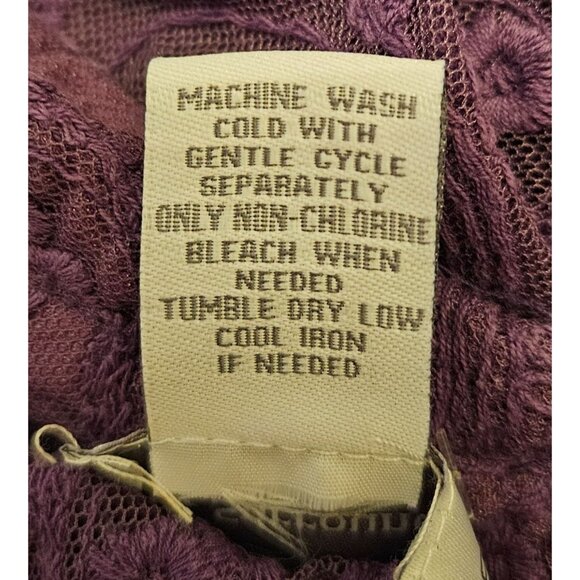 MACHINE WASH
COLD WITH
GENTLE CYCLE
SEPARATELY
ONLY NON-CHLORINE
BLEACH WHEN
NEEDED
TUMBLE DRY LOW
COOL IRON
IF NEEDED